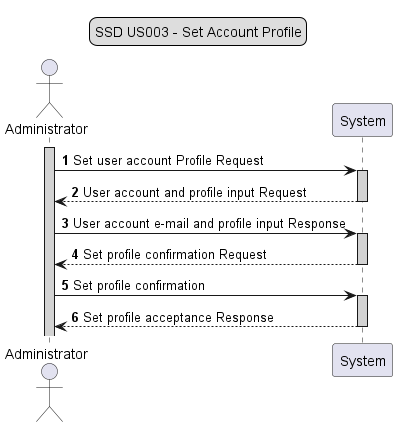 SSD US003 - Set Account Profile
Administrator
System
1 Set user account Profile Request
2 User account and profile input Request
3 User account e-mail and profile input Response
4 Set profile confirmation Request
5 Set profile confirmation
6 Set profile acceptance Response
Administrator
System